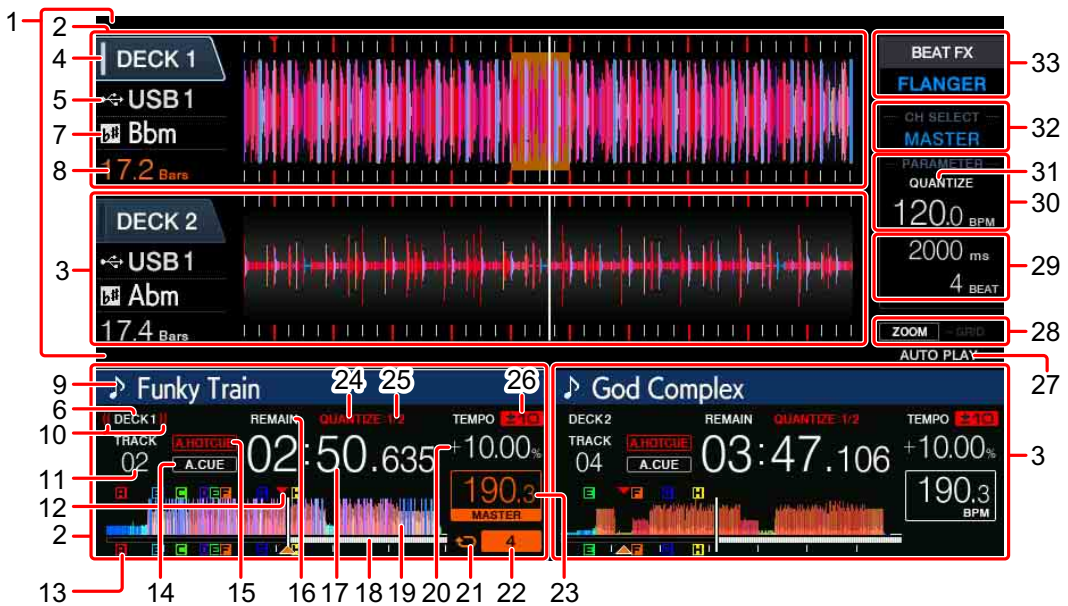 1
2
4
DECK 1
BEAT FX
33
FLANGER
5
USB1
CH SELECT
32
MASTER
7
b# Bbm
PARAMETER
31
8
17.2 Bars
QUANTIZE
30
120.0 BPM
DECK 2
2000 ms
29
4 BEAT
3
USB1
b# Abm
17.4 Bars
ZOOM
GRID
28
AUTO PLAY
27
9
Funky Train
24
25
26
God Complex
6
DECK1
REMAIN
QUANTIZE 1/2
TEMPO ±10
DECK2
REMAIN
QUANTIZE 1/2
TEMPO ±10
10
TRACK
02
A.HOTCUE
A.CUE
02:50.635
+10.00%
TRACK
04
A.HOTCUE
A.CUE
03:47.106
+10.00%
3
11
12
A B C D E F G H
190.3
MASTER
E F G H
190.3
BPM
2
A B C D E F G H
4
E F G H
13
14
15
16
17
18
19
20
21
22
23